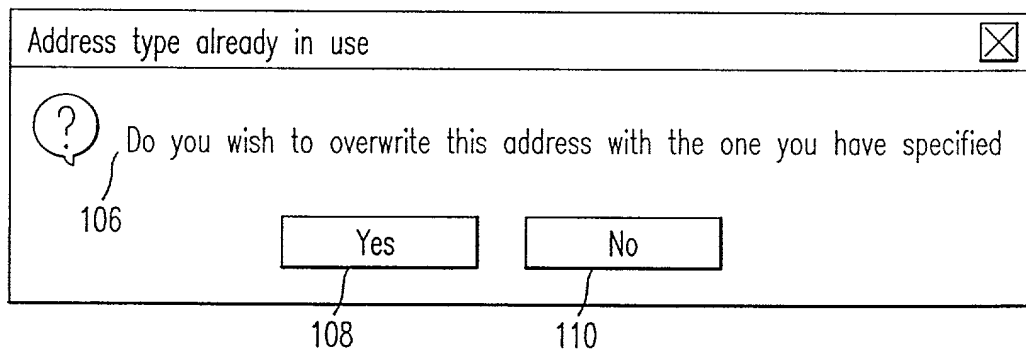 Address type already in use
?
Do you wish to overwrite this address with the one you have specified
106
Yes No
108 110